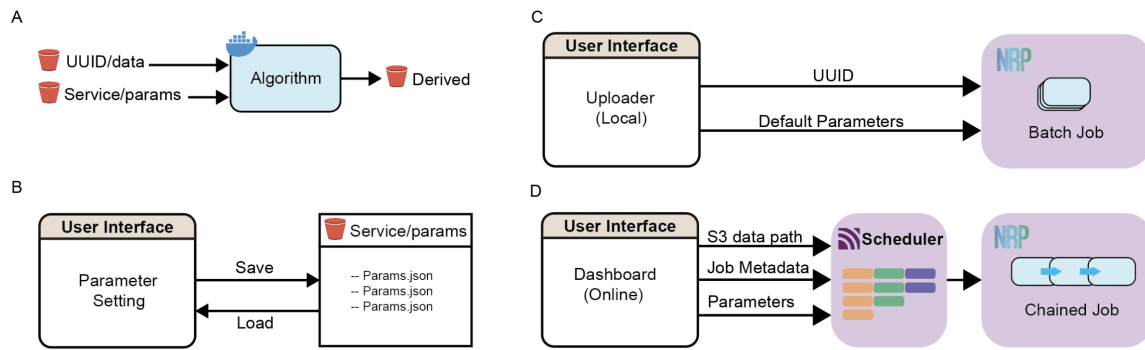 A
UUID/data
Service/params
Algorithm
Derived
B
User Interface
Parameter
Setting
Save
Load
Service/params
-- Params.json
-- Params.json
-- Params.json
C
User Interface
Uploader
(Local)
UUID
Default Parameters
NRP
Batch Job
D
User Interface
Dashboard
(Online)
S3 data path
Job Metadata
Parameters
Scheduler
NRP
Chained Job